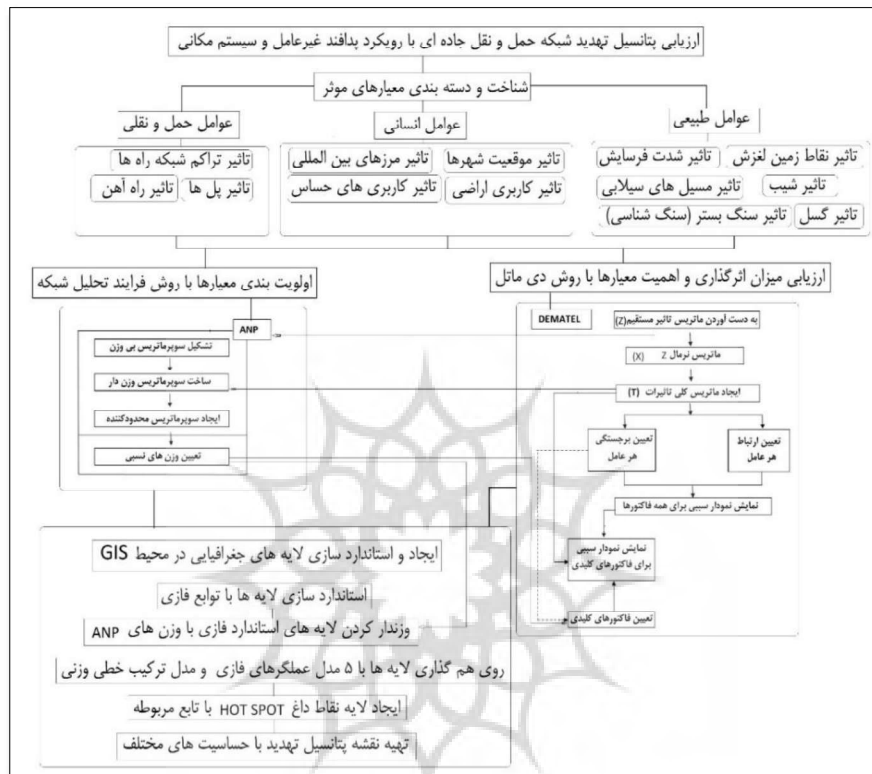 ارزیابی پتانسیل تهدید شبکه حمل و نقل جاده ای با رویکرد پدافند غیرعامل و سیستم مکانی
شناخت و دسته بندی معیارهای موثر
عوامل طبیعی
تاثیر نقاط زمین لغزش
تاثیر شدت فرسایش
تاثیر شیب
تاثیر مسیل های سیلابی
تاثیر گسل
تاثیر سنگ بستر (سنگ شناسی)
عوامل انسانی
تاثیر موقعیت شهرها
تاثیر مرزهای بین المللی
تاثیر کاربری اراضی
تاثیر کاربری های حساس
عوامل حمل و نقلی
تاثیر تراکم شبکه راه ها
تاثیر پل ها
تاثیر راه آهن
ارزیابی میزان اثرگذاری و اهمیت معیارها با روش دی ماتل
DEMATEL
به دست آوردن ماتریس تاثیر مستقیم(Z)
ماتریس نرمال Z (X)
ایجاد ماتریس کلی تاثیرات (T)
تعیین ارتباط
هر عامل
تعیین برجستگی
هر عامل
نمایش نمودار سببی برای همه فاکتورها
نمایش نمودار سببی
برای فاکتورهای کلیدی
تعیین فاکتورهای کلیدی
اولویت بندی معیارها با روش فرایند تحلیل شبکه
ANP
تشکیل سوپرماتریس بی وزن
ساخت سوپرماتریس وزن دار
ایجاد سوپرماتریس محدودکننده
تعیین وزن های نسبی
ایجاد و استاندارد سازی لایه های جغرافیایی در محیط GIS
استاندارد سازی لایه ها با توابع فازی
وزندار کردن لایه های استاندارد فازی با وزن های ANP
روی هم گذاری لایه ها با ۵ مدل عملگرهای فازی و مدل ترکیب خطی وزنی
ایجاد لایه نقاط داغ HOT SPOT با تابع مربوطه
تهیه نقشه پتانسیل تهدید با حساسیت های مختلف